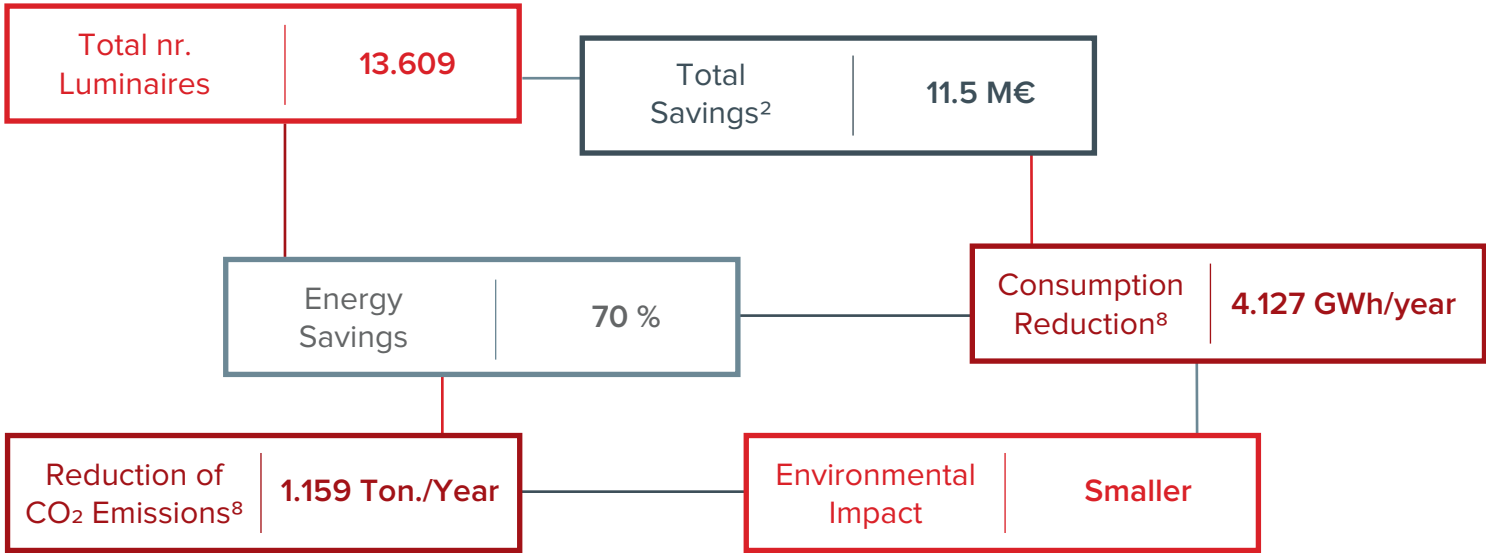 Total nr.
Luminaires
13.609
Total
Savings²
11.5 M€
Energy
Savings
70 %
Consumption
Reduction⁸
4.127 GWh/year
Reduction of
CO₂ Emissions⁸
1.159 Ton./Year
Environmental
Impact
Smaller